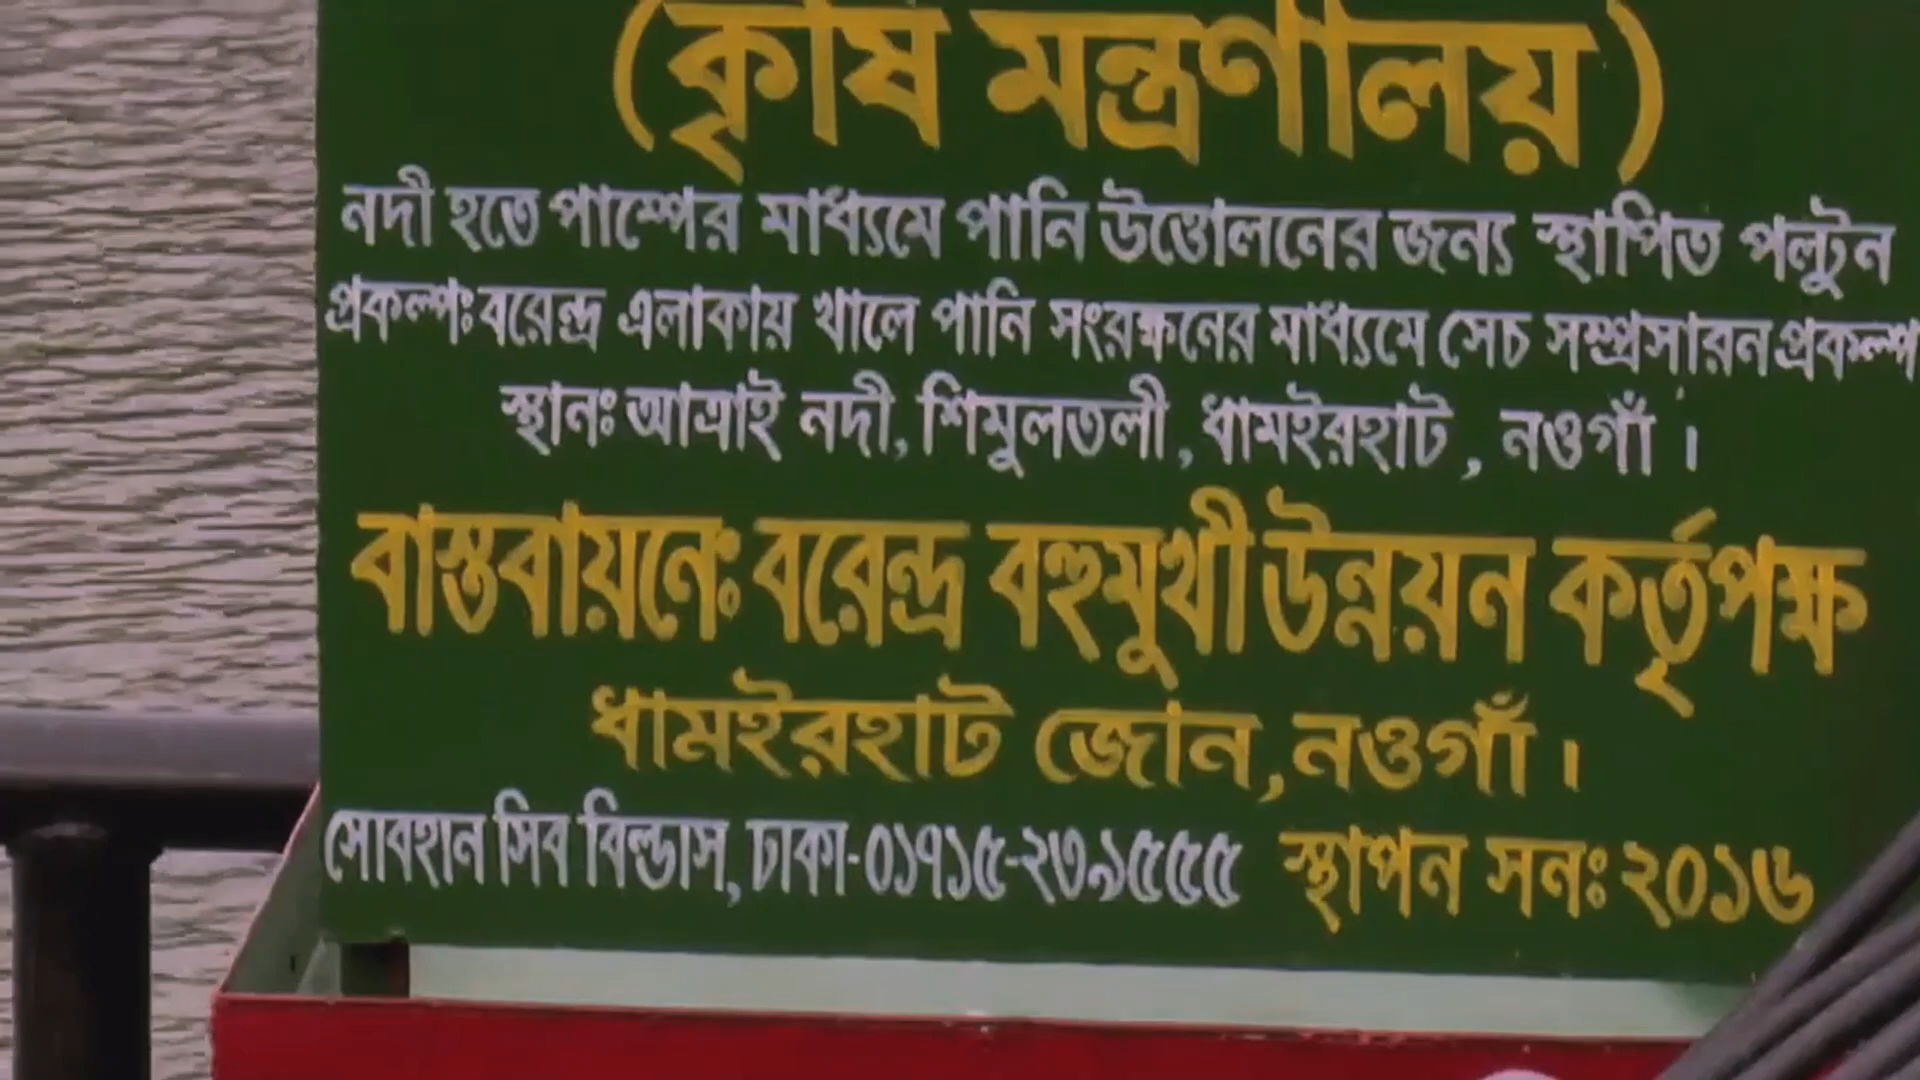 (কৃষি মন্ত্রণালয়)
নদী হতে পাম্পের মাধ্যমে পানি উত্তোলনের জন্য স্থাপিত পল্টুন
প্রকল্পঃ বরেন্দ্র এলাকায় খালে পানি সংরক্ষনের মাধ্যমে সেচ সম্প্রসারন প্রকল্প
স্থানঃ আত্রাই নদী, শিমুলতলী, ধামইরহাট, নওগাঁ ।
বাস্তবায়নেঃ বরেন্দ্র বহুমুখী উন্নয়ন কর্তৃপক্ষ
ধামইরহাট জোন, নওগাঁ ।
সোবহান সিব বিল্ডাস, ঢাকা-০১৭১৫-২৩৯৫৫৫ স্থাপন সনঃ ২০১৬